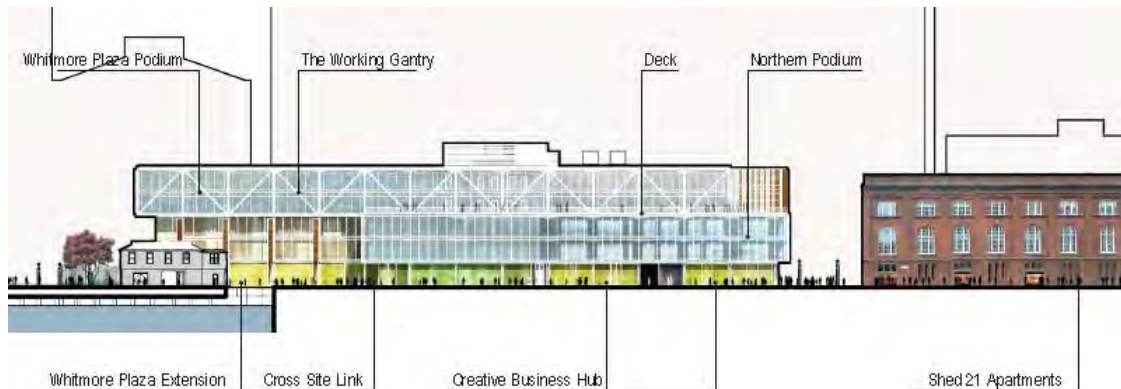 Whitmore Plaza Podium
The Working Gantry
Deck
Northern Podium
Whitmore Plaza Extension
Cross Site Link
Creative Business Hub
Shed 21 Apartments